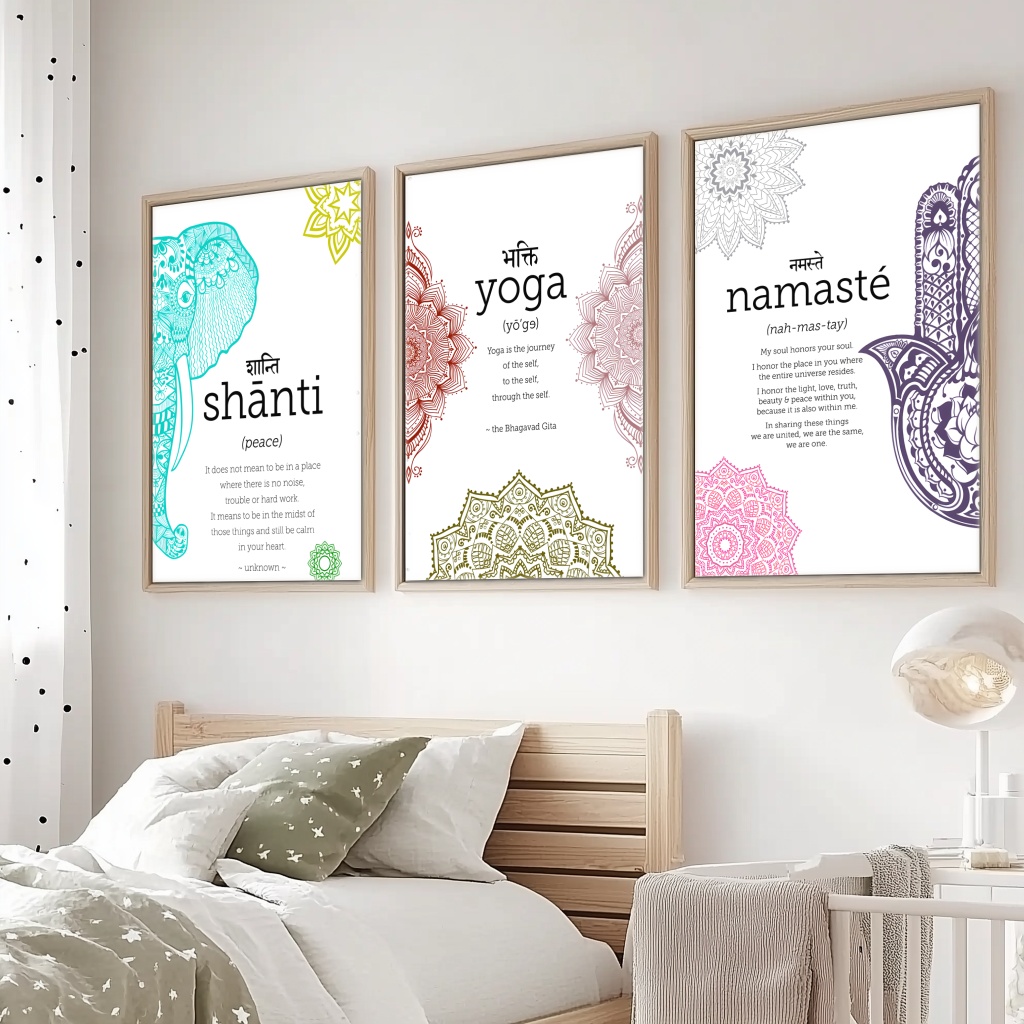 शान्ति
shānti
(peace)
It does not mean to be in a place
where there is no noise,
trouble or hard work.
It means to be in the midst of
those things and still be calm
in your heart.
~ unknown ~
भक्ति
yoga
(yō'gə)
Yoga is the journey
of the self,
to the self,
through the self.
~ the Bhagavad Gita
नमस्ते
namasté
(nah-mas-tay)
My soul honors your soul.
I honor the place in you where
the entire universe resides.
I honor the light, love, truth,
beauty & peace within you,
because it is also within me.
In sharing these things
we are united, we are the same,
we are one.